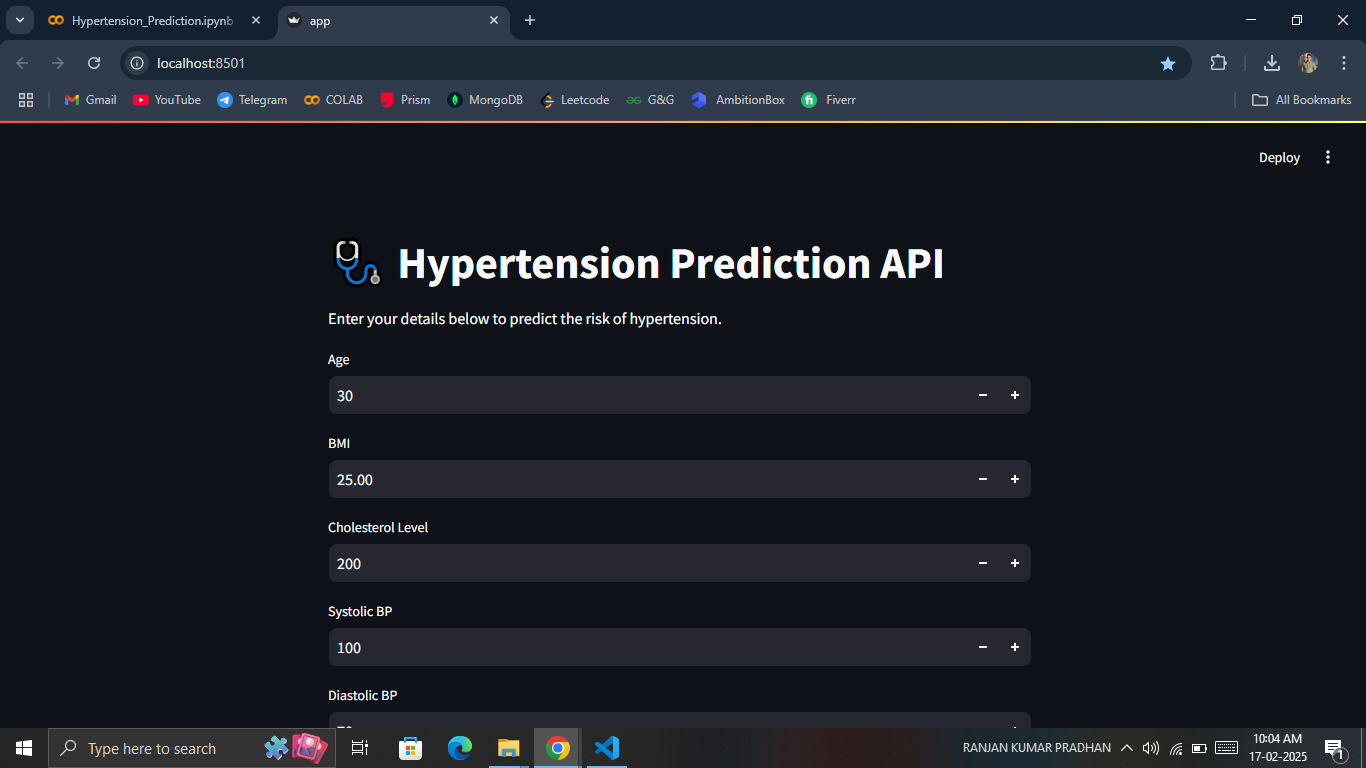 Hypertension_Prediction.ipynb
app
localhost:8501
Gmail
YouTube
Telegram
COLAB
Prism
MongoDB
Leetcode
G&G
AmbitionBox
Fiverr
All Bookmarks
Deploy
Hypertension Prediction API
Enter your details below to predict the risk of hypertension.
Age
30
BMI
25.00
Cholesterol Level
200
Systolic BP
100
Diastolic BP
Type here to search
RANJAN KUMAR PRADHAN
10:04 AM
17-02-2025
1